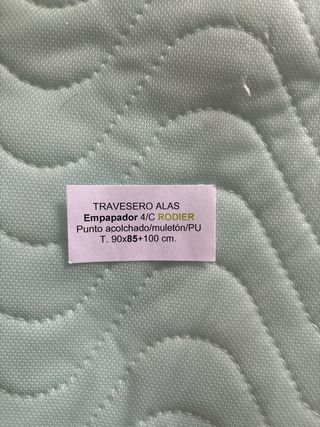 TRAVESERO ALAS
Empapador 4/C RODIER
Punto acolchado/muletón/PU
T. 90x85+100 cm.